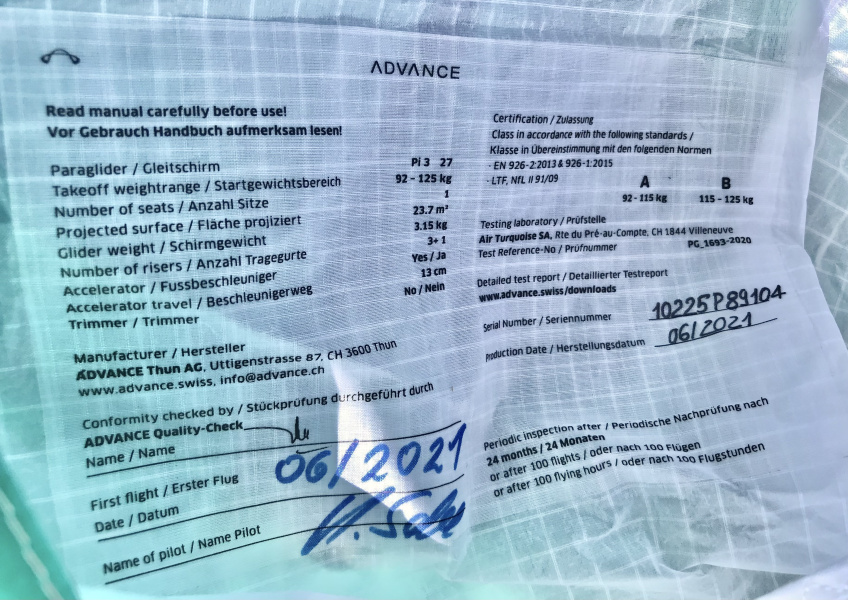 ADVANCE
Read manual carefully before use!
Vor Gebrauch Handbuch aufmerksam lesen!
Paraglider / Gleitschirm Pi 3 27
Takeoff weightrange / Startgewichtsbereich 92 - 125 kg
Number of seats / Anzahl Sitze 1
Projected surface / Fläche projiziert 23.7 m²
Glider weight / Schirmgewicht 3.15 kg
Number of risers / Anzahl Tragegurte 3+1
Accelerator / Fussbeschleuniger Yes / Ja
Accelerator travel / Beschleunigerweg 13 cm
Trimmer / Trimmer No / Nein
Manufacturer / Hersteller
ADVANCE Thun AG, Uttigenstrasse 87, CH 3600 Thun
www.advance.swiss, info@advance.ch
Conformity checked by / Stückprüfung durchgeführt durch
ADVANCE Quality-Check
Name / Name
First flight / Erster Flug
Date / Datum 06/2021
Name of pilot / Name Pilot
Certification / Zulassung
Class in accordance with the following standards /
Klasse in Übereinstimmung mit den folgenden Normen
- EN 926-2:2013 & 926-1:2015
- LTF, NfL II 91/09
A B
92 - 115 kg 115 - 125 kg
Testing laboratory / Prüfstelle
Air Turquoise SA, Rte du Pré-au-Compte, CH 1844 Villeneuve
Test Reference-No / Prüfnummer PG_1693-2020
Detailed test report / Detaillierter Testreport
www.advance.swiss/downloads
Serial Number / Seriennummer 10225P89104
Production Date / Herstellungsdatum 06/2021
Periodic inspection after / Periodische Nachprüfung nach
24 months / 24 Monaten
or after 100 flights / oder nach 100 Flügen
or after 100 flying hours / oder nach 100 Flugstunden